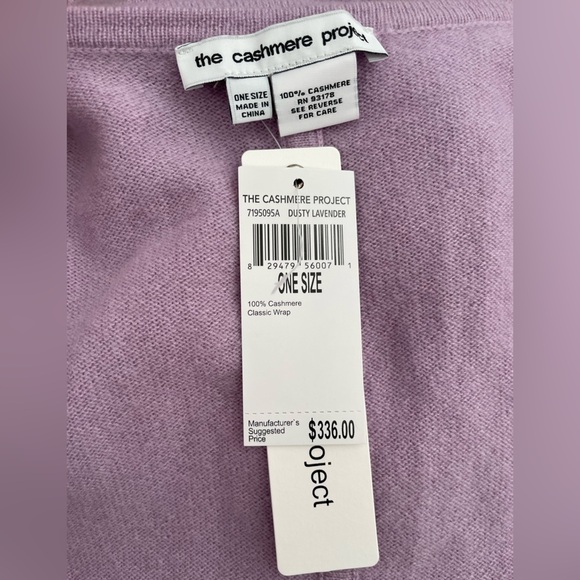 the cashmere project
ONE SIZE
MADE IN
CHINA
100% CASHMERE
RN 93178
SEE REVERSE
FOR CARE
THE CASHMERE PROJECT
7195095A DUSTY LAVENDER
8 29479 56007 1
ONE SIZE
100% Cashmere
Classic Wrap
Manufacturer's
Suggested
Price
$336.00
oject